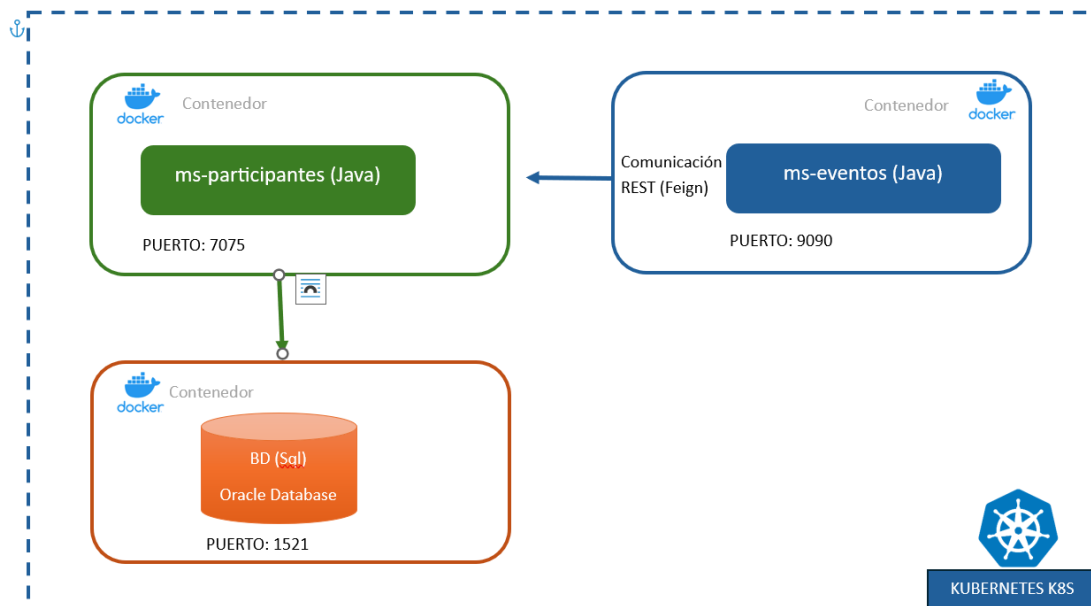 docker
Contenedor
ms-participantes (Java)
PUERTO: 7075
Contenedor
docker
Comunicación
REST (Feign)
ms-eventos (Java)
PUERTO: 9090
docker
Contenedor
BD (Sql)
Oracle Database
PUERTO: 1521
KUBERNETES K8S